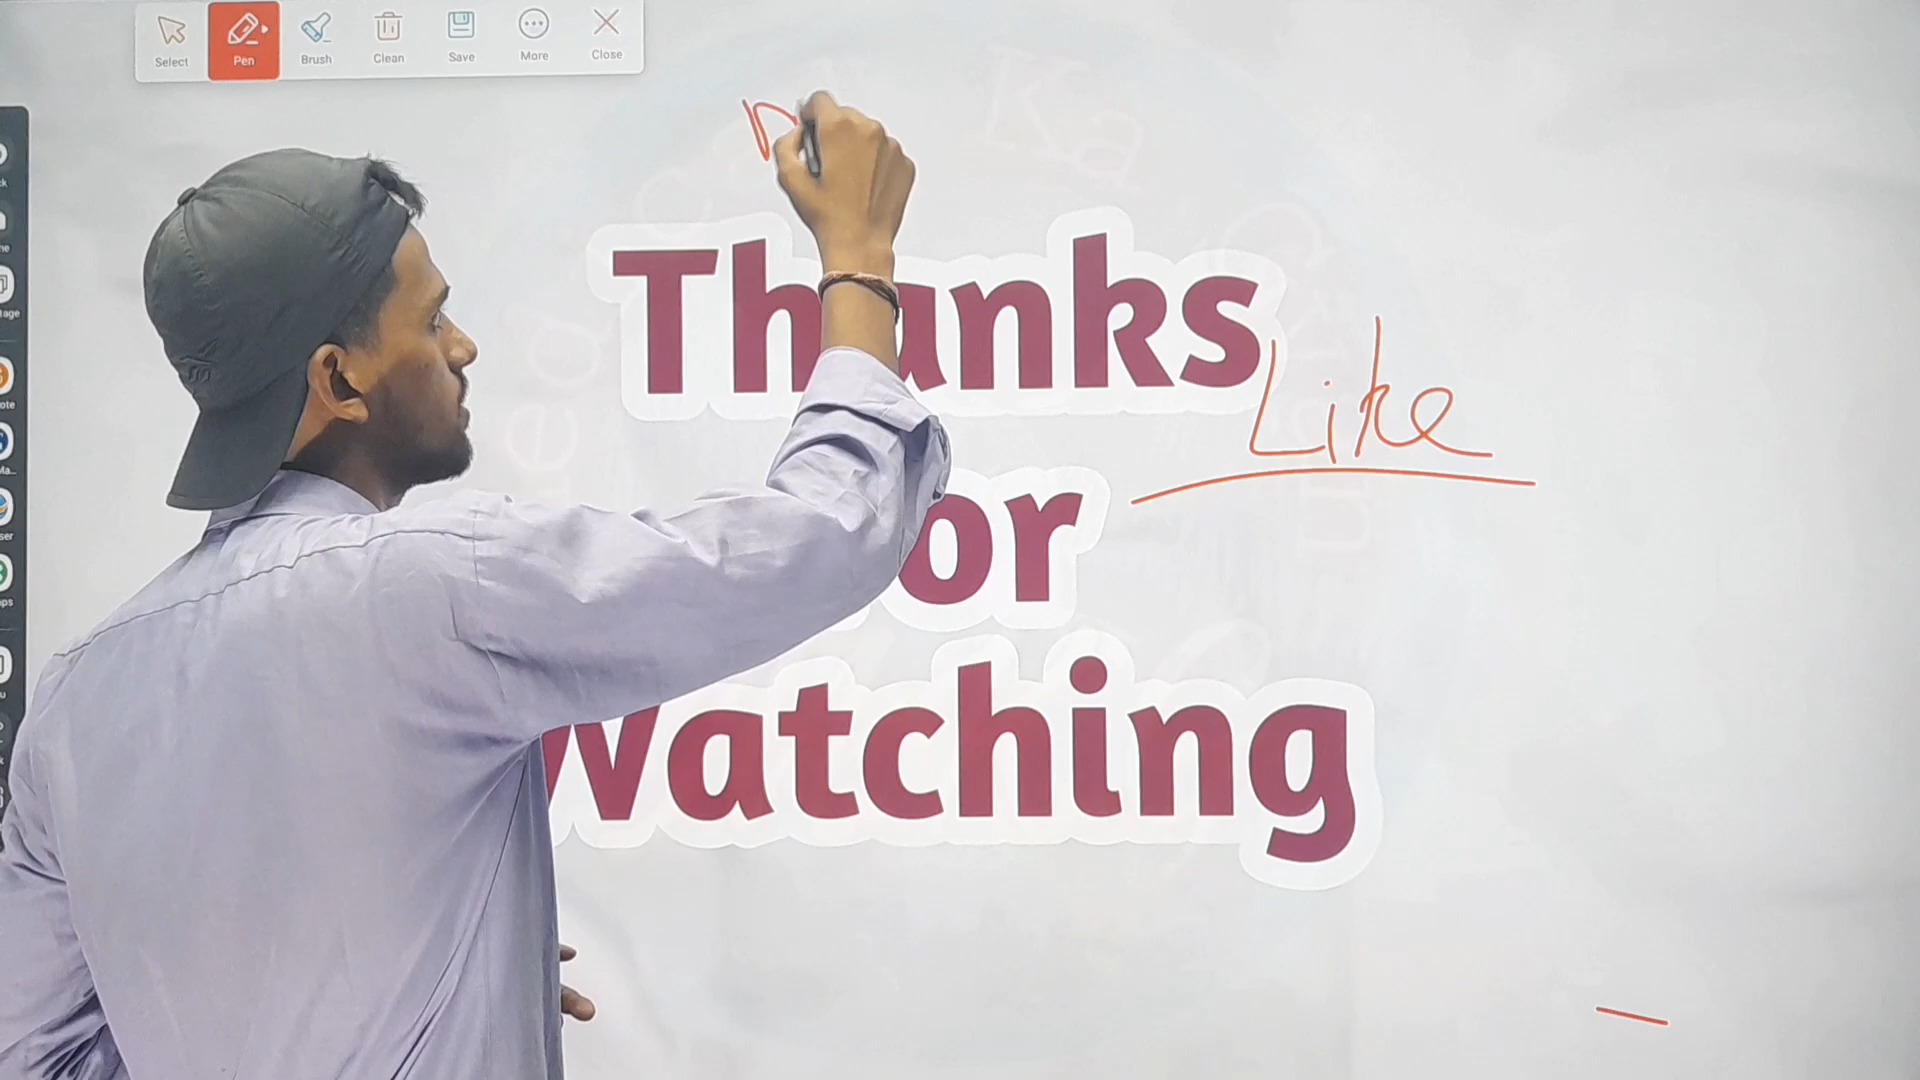 Select Pen Brush Clean Save More Close
Thanks
Like
or
Watching